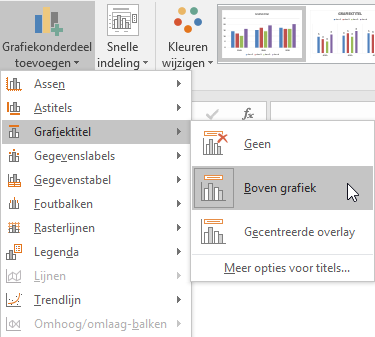 Grafiekonderdeel
toevoegen
Snelle
indeling
Kleuren
wijzigen
Assen
Astitels
Grafiektitel
Gegevenslabels
Gegevenstabel
Foutbalken
Rasterlijnen
Legenda
Lijnen
Trendlijn
Omhoog/omlaag-balken
fx
Geen
Boven grafiek
Gecentreerde overlay
Meer opties voor titels...